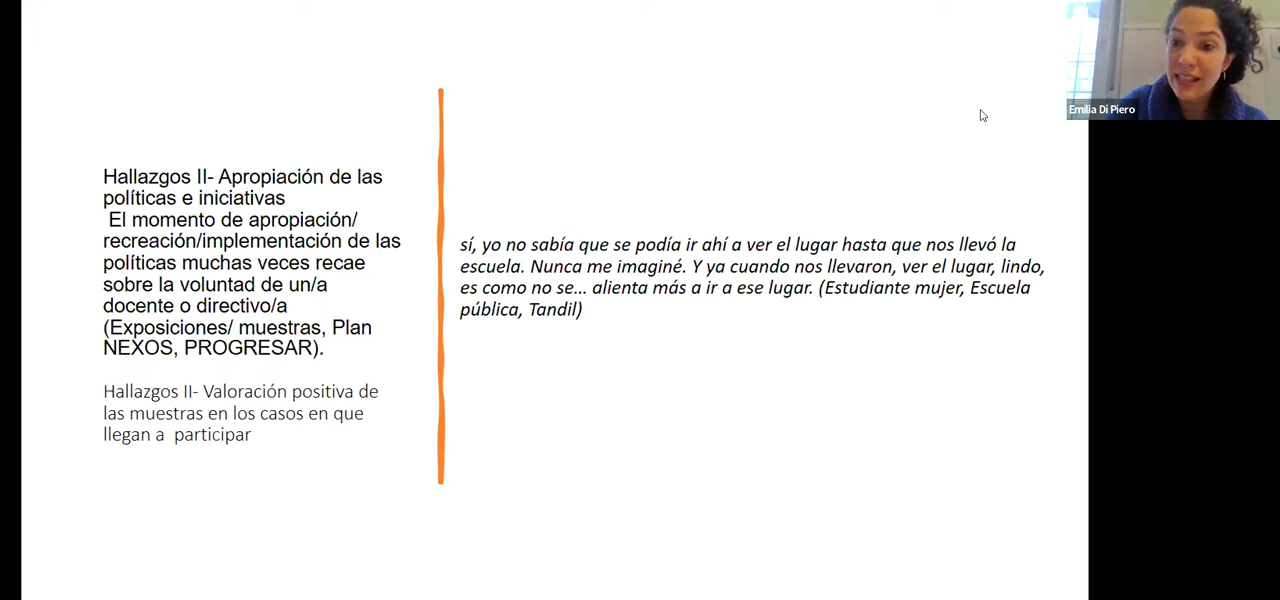 Hallazgos II- Apropiación de las
políticas e iniciativas
El momento de apropiación/
recreación/implementación de las
políticas muchas veces recae
sobre la voluntad de un/a
docente o directivo/a
(Exposiciones/ muestras, Plan
NEXOS, PROGRESAR).
Hallazgos II- Valoración positiva de
las muestras en los casos en que
llegan a participar
sí, yo no sabía que se podía ir ahí a ver el lugar hasta que nos llevó la
escuela. Nunca me imaginé. Y ya cuando nos llevaron, ver el lugar, lindo,
es como no se... alienta más a ir a ese lugar. (Estudiante mujer, Escuela
pública, Tandil)
Emilia Di Piero